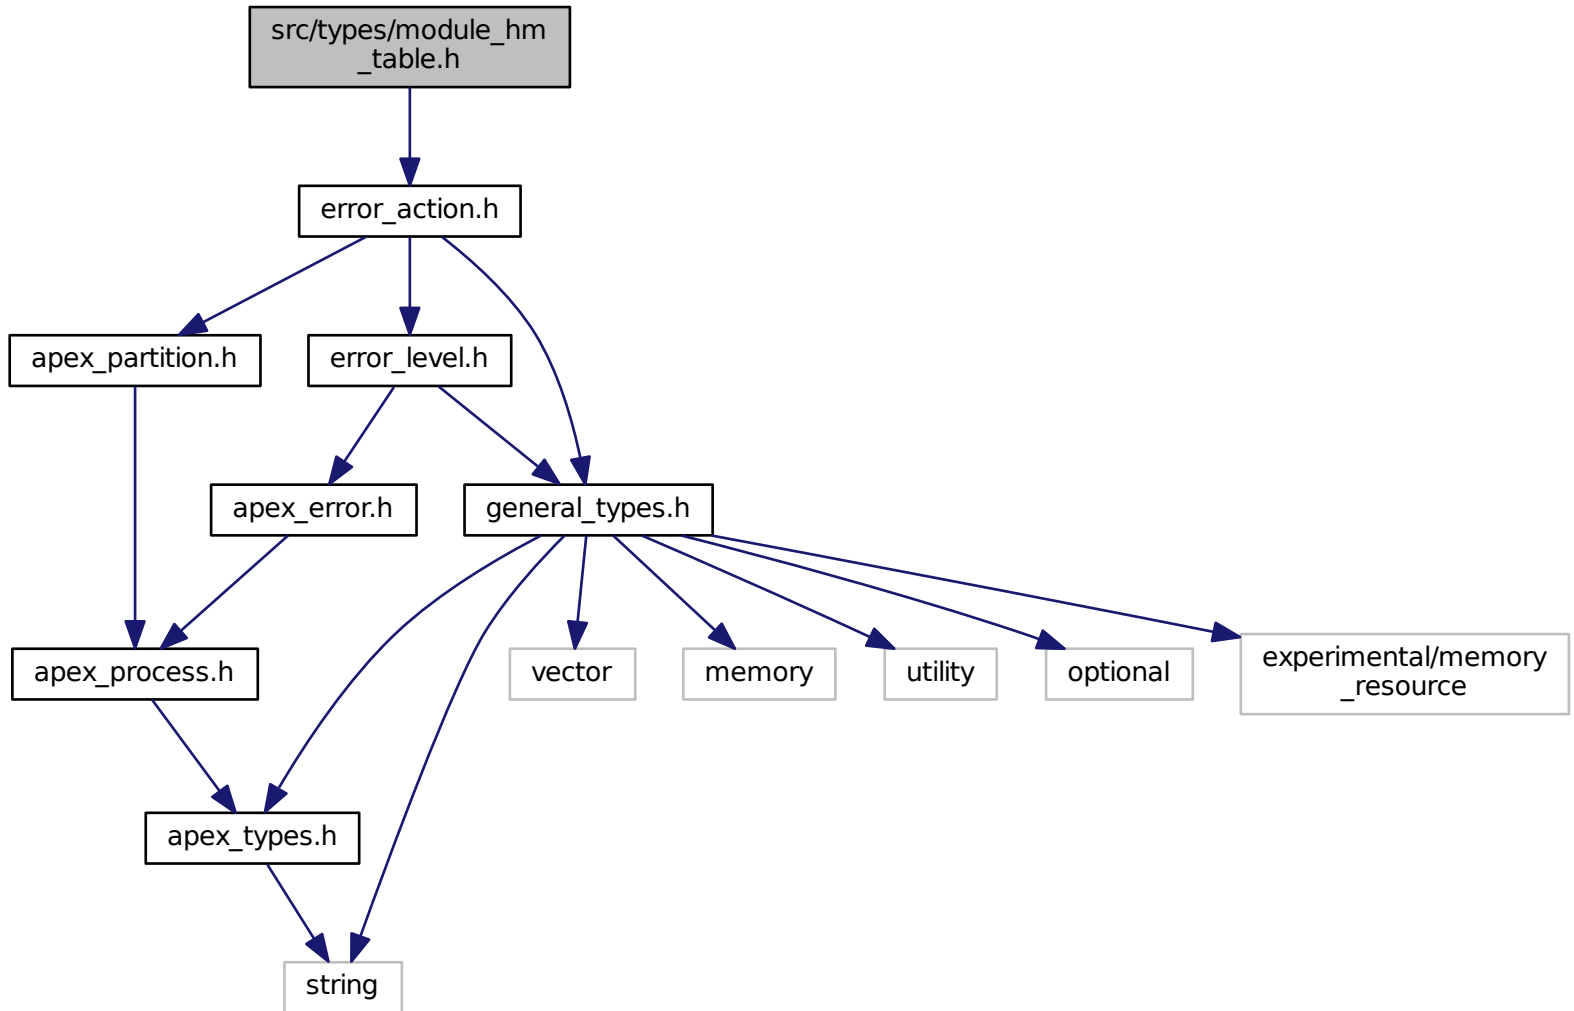 src/types/module_hm
_table.h
error_action.h
apex_partition.h
error_level.h
apex_error.h
general_types.h
apex_process.h
vector
memory
utility
optional
experimental/memory
_resource
apex_types.h
string